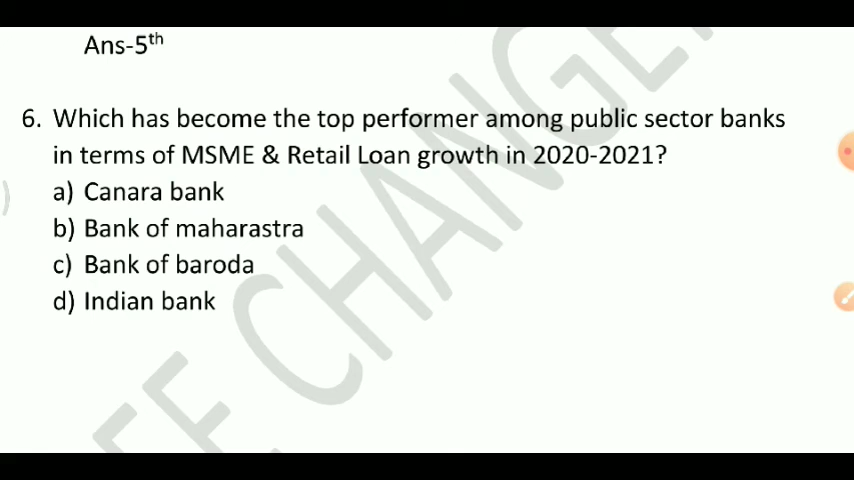 Ans-5th
6. Which has become the top performer among public sector banks
in terms of MSME & Retail Loan growth in 2020-2021?
a) Canara bank
b) Bank of maharastra
c) Bank of baroda
d) Indian bank